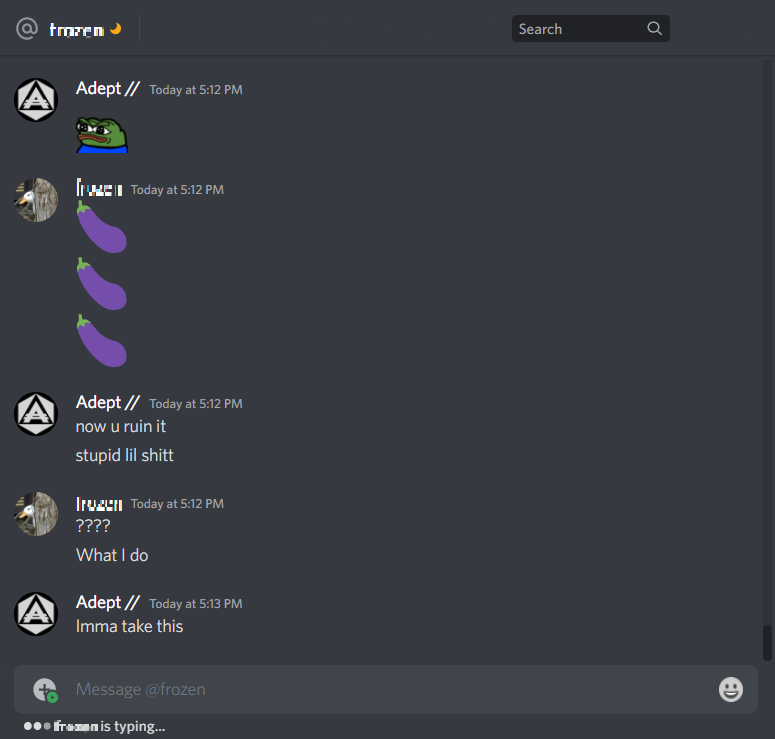 @ frozen
Search
Adept // Today at 5:12 PM
frozen Today at 5:12 PM
Adept // Today at 5:12 PM
now u ruin it
stupid lil shitt
frozen Today at 5:12 PM
????
What I do
Adept // Today at 5:13 PM
Imma take this
Message @frozen
frozen is typing...